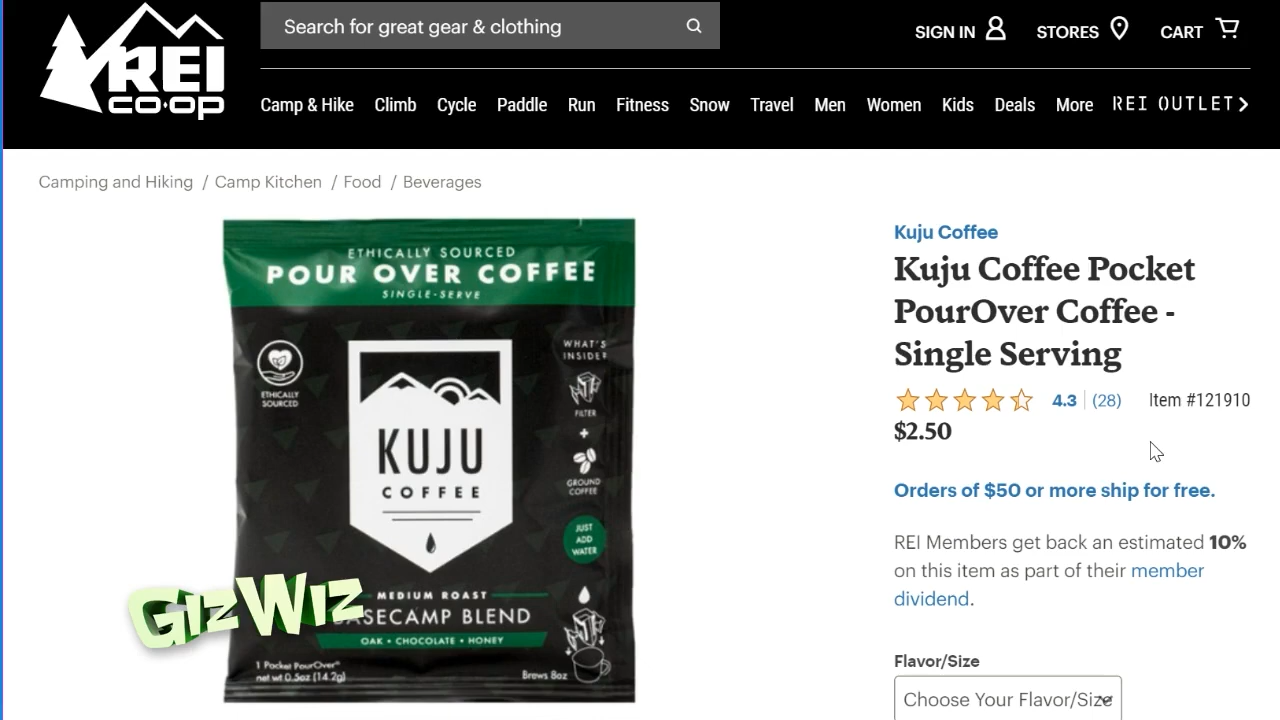 REI
CO·OP
Search for great gear & clothing
SIGN IN
STORES
CART
Camp & Hike Climb Cycle Paddle Run Fitness Snow Travel Men Women Kids Deals More REI OUTLET
Camping and Hiking / Camp Kitchen / Food / Beverages
ETHICALLY SOURCED
POUR OVER COFFEE
SINGLE-SERVE
ETHICALLY
SOURCED
WHAT'S
INSIDE?
FILTER
+
GROUND
COFFEE
JUST
ADD
WATER
KUJU
COFFEE
MEDIUM ROAST
ASECAMP BLEND
OAK • CHOCOLATE • HONEY
1 Pocket PourOver
net wt 0.5oz (14.2g)
Brews 8oz
GIZWIZ
Kuju Coffee
Kuju Coffee Pocket
PourOver Coffee -
Single Serving
4.3 (28) Item #121910
$2.50
Orders of $50 or more ship for free.
REI Members get back an estimated 10%
on this item as part of their member
dividend.
Flavor/Size
Choose Your Flavor/Size